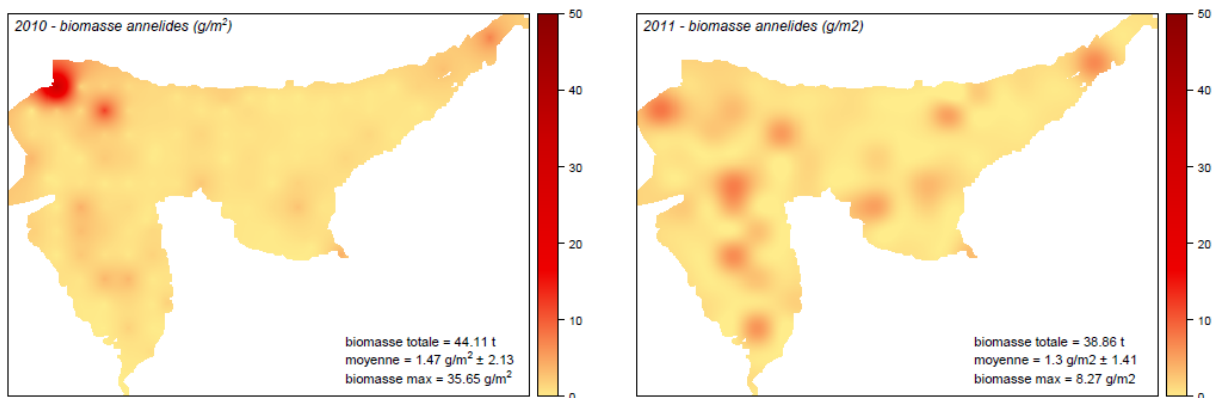 2010 - biomasse annelides (g/m²)
50
40
30
20
10
0
biomasse totale = 44.11 t
moyenne = 1.47 g/m² ± 2.13
biomasse max = 35.65 g/m²
2011 - biomasse annelides (g/m2)
50
40
30
20
10
0
biomasse totale = 38.86 t
moyenne = 1.3 g/m2 ± 1.41
biomasse max = 8.27 g/m2